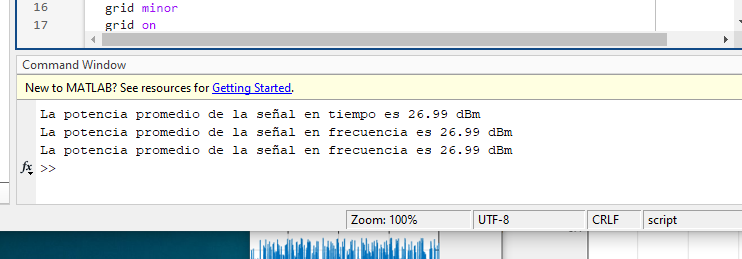 16 grid minor
17 grid on
Command Window
New to MATLAB? See resources for Getting Started.
La potencia promedio de la señal en tiempo es 26.99 dBm
La potencia promedio de la señal en frecuencia es 26.99 dBm
La potencia promedio de la señal en frecuencia es 26.99 dBm
fx >>
Zoom: 100% UTF-8 CRLF script